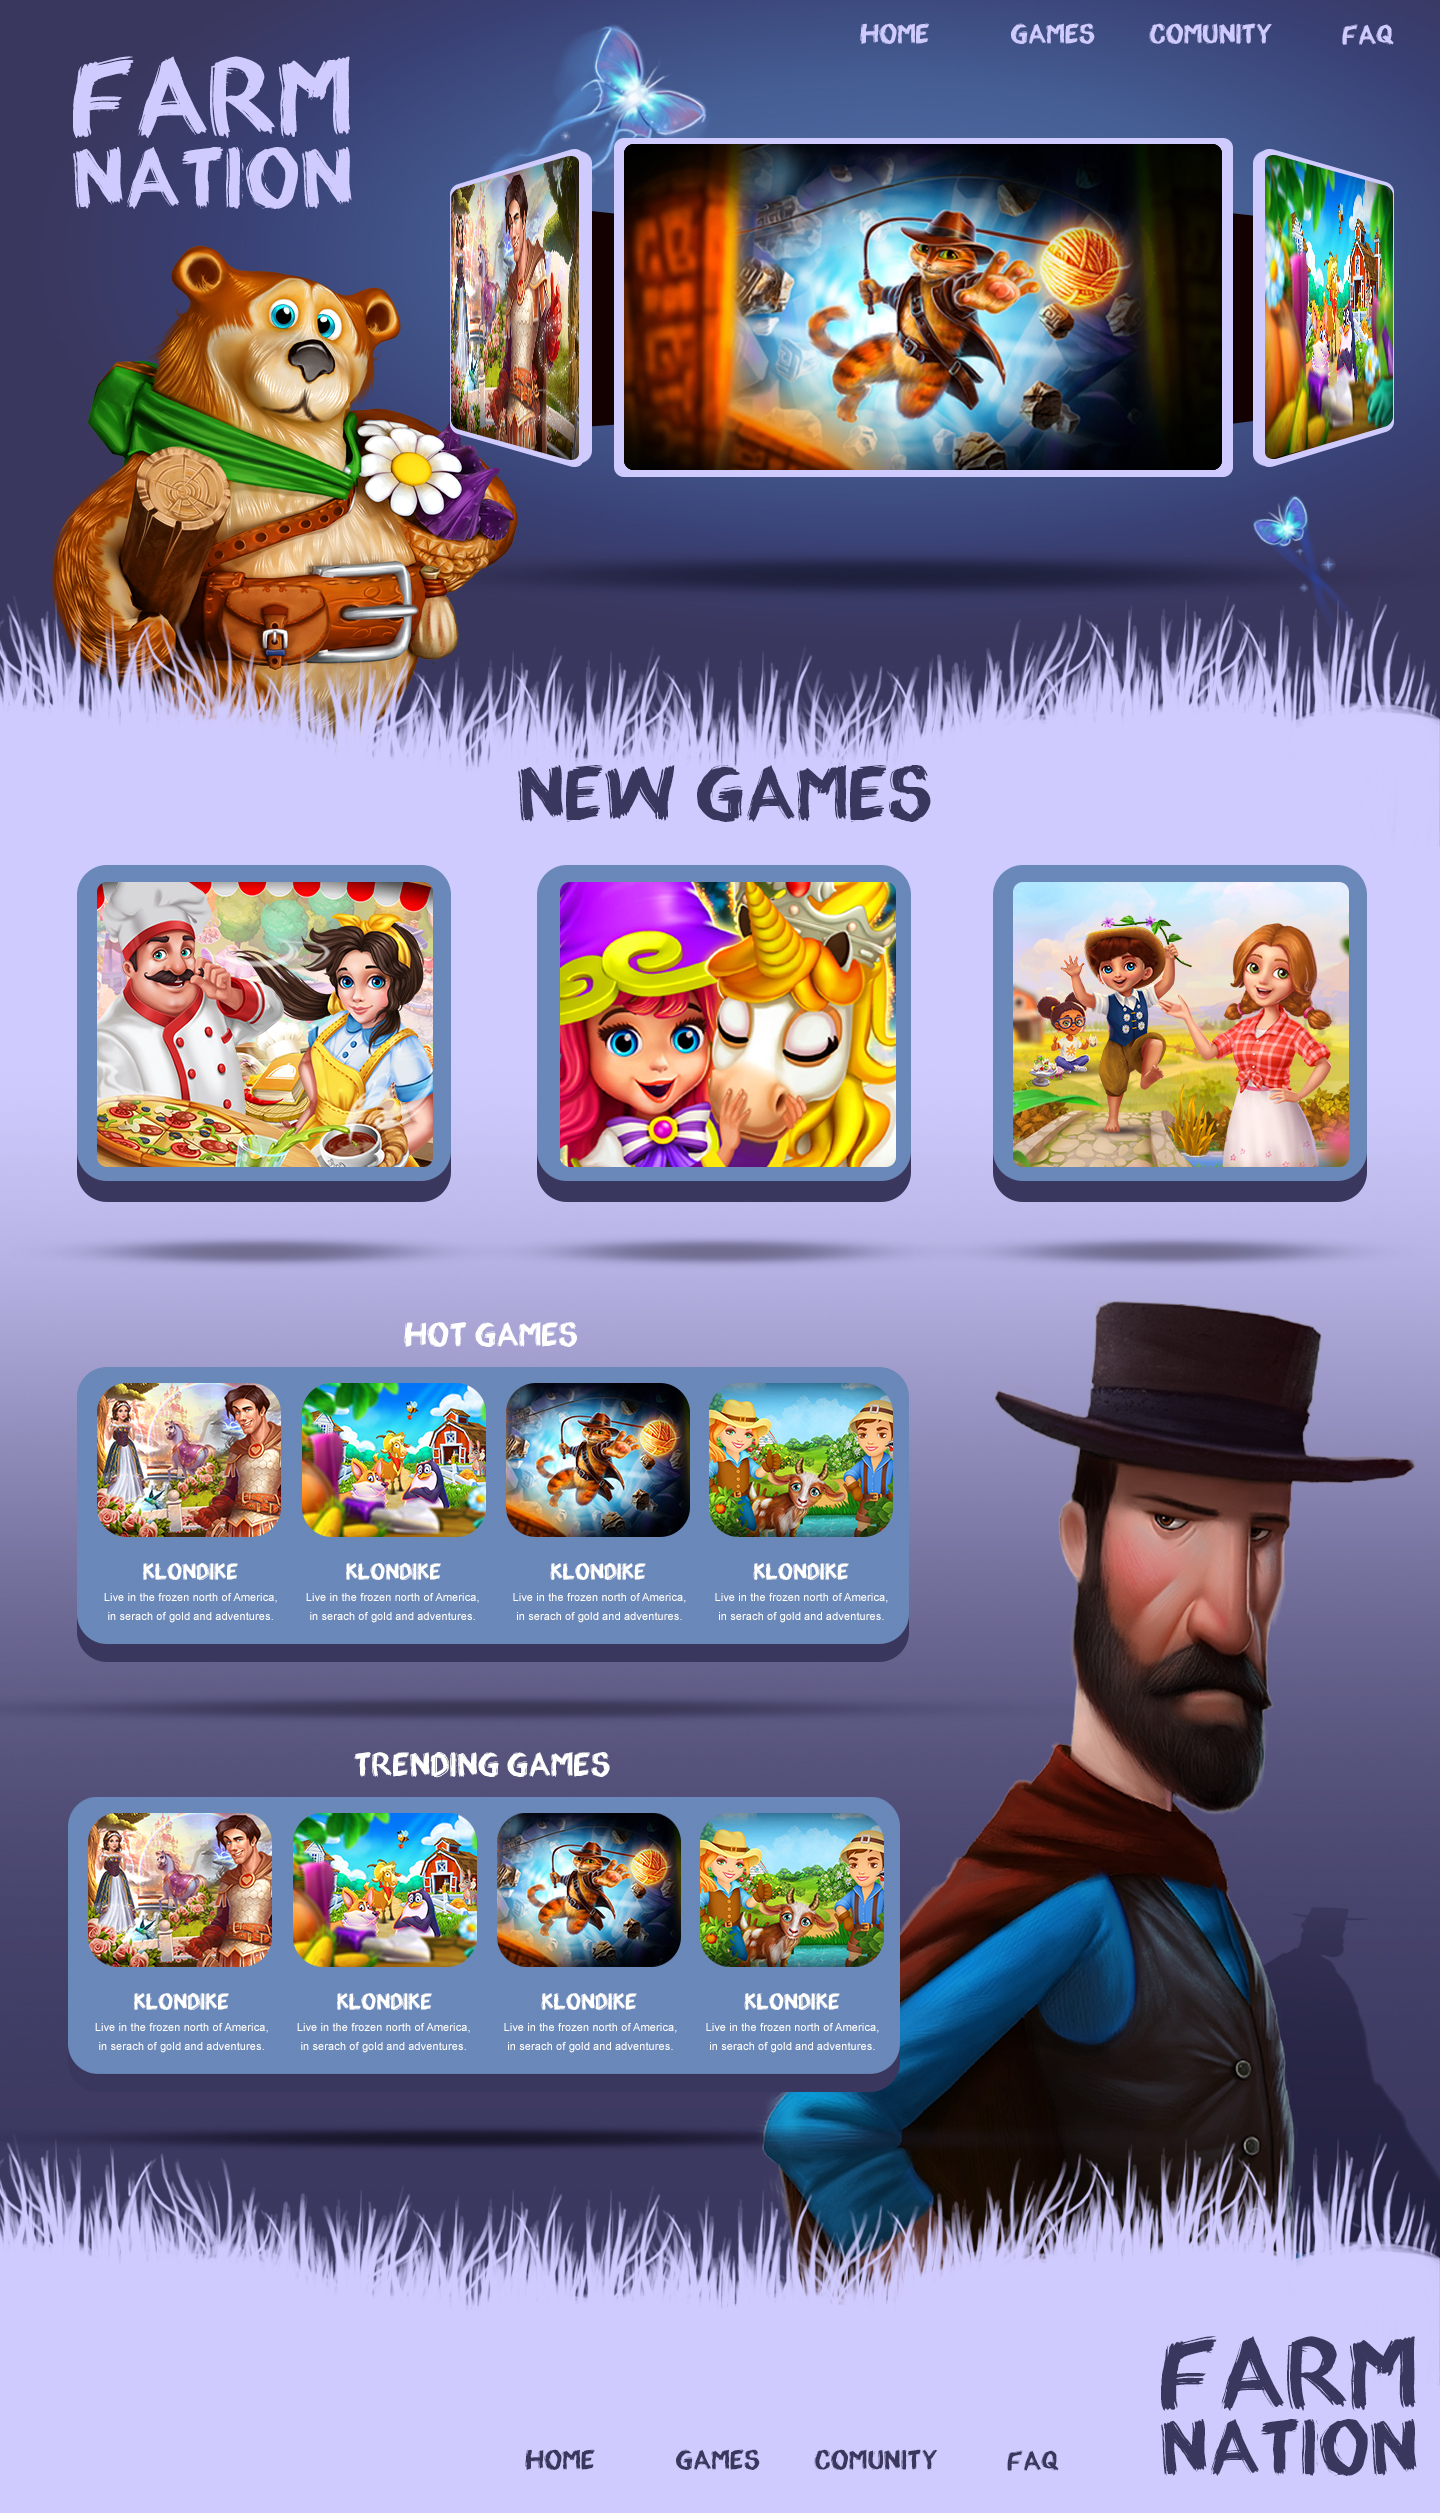 HOME GAMES COMUNITY FAQ
FARM
NATION
NEW GAMES
HOT GAMES
KLONDIKE KLONDIKE KLONDIKE KLONDIKE
Live in the frozen north of America, Live in the frozen north of America, Live in the frozen north of America, Live in the frozen north of America,
in serach of gold and adventures. in serach of gold and adventures. in serach of gold and adventures. in serach of gold and adventures.
TRENDING GAMES
KLONDIKE KLONDIKE KLONDIKE KLONDIKE
Live in the frozen north of America, Live in the frozen north of America, Live in the frozen north of America, Live in the frozen north of America,
in serach of gold and adventures. in serach of gold and adventures. in serach of gold and adventures. in serach of gold and adventures.
FARM
NATION
HOME GAMES COMUNITY FAQ